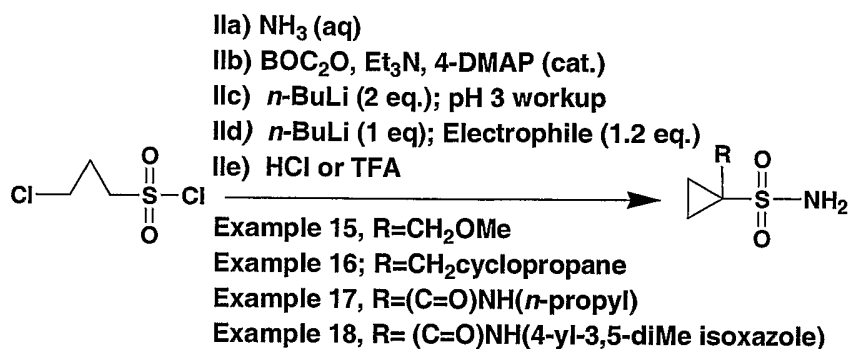 IIa) NH₃ (aq)
IIb) BOC₂O, Et₃N, 4-DMAP (cat.)
IIc) n-BuLi (2 eq.); pH 3 workup
IId) n-BuLi (1 eq); Electrophile (1.2 eq.)
IIe) HCl or TFA
Cl O S O Cl
R O S O NH₂
Example 15, R=CH₂OMe
Example 16; R=CH₂cyclopropane
Example 17, R=(C=O)NH(n-propyl)
Example 18, R= (C=O)NH(4-yl-3,5-diMe isoxazole)